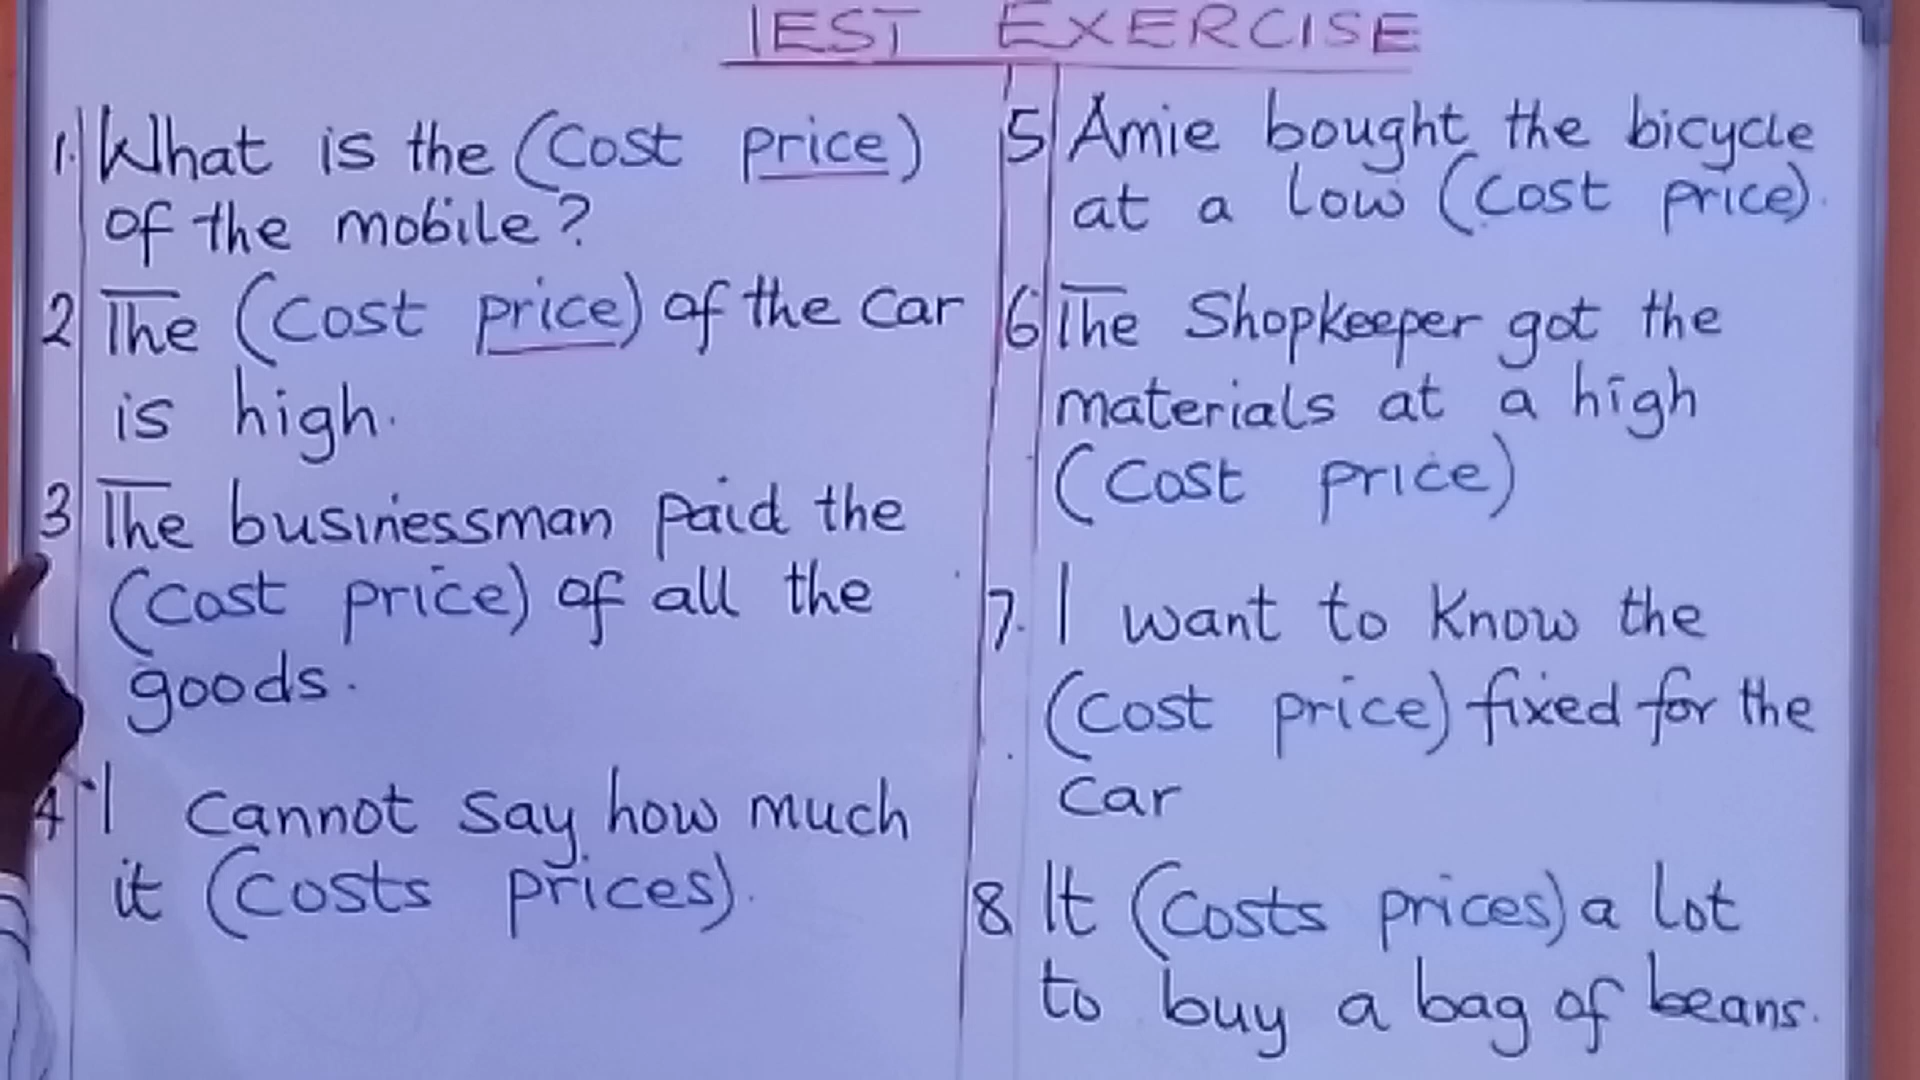 TEST EXERCISE
1. What is the (Cost price)
of the mobile?
2 The (Cost price) of the car
is high.
3 The businessman paid the
(Cost price) of all the
goods.
4 I cannot say how much
it (Costs prices).
5 Amie bought the bicycle
at a low (Cost price).
6 The Shopkeeper got the
materials at a high
(Cost price)
7. I want to know the
(Cost price) fixed for the
car
8 It (Costs prices) a lot
to buy a bag of beans.